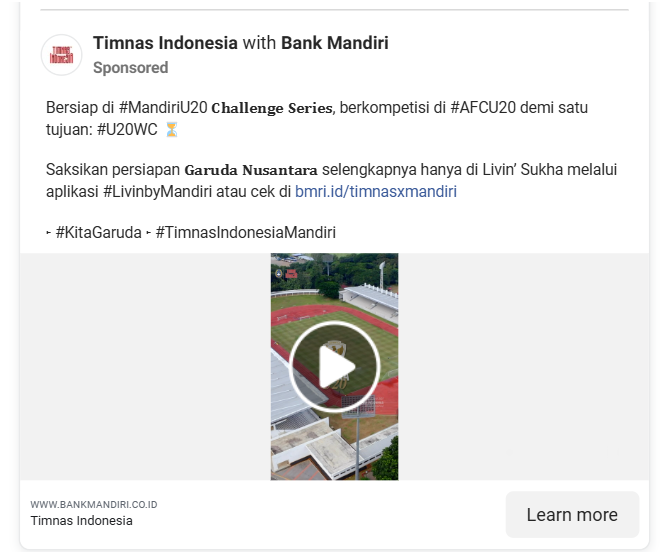 TIMNAS
INDONESIA
Timnas Indonesia with Bank Mandiri
Sponsored
Bersiap di #MandiriU20 𝐂𝐡𝐚𝐥𝐥𝐞𝐧𝐠𝐞 𝐒𝐞𝐫𝐢𝐞𝐬, berkompetisi di #AFCU20 demi satu
tujuan: #U20WC ⏳
Saksikan persiapan 𝐆𝐚𝐫𝐮𝐝𝐚 𝐍𝐮𝐬𝐚𝐧𝐭𝐚𝐫𝐚 selengkapnya hanya di Livin’ Sukha melalui
aplikasi #LivinbyMandiri atau cek di bmri.id/timnasxmandiri
‣ #KitaGaruda ‣ #TimnasIndonesiaMandiri
WWW.BANKMANDIRI.CO.ID
Timnas Indonesia
Learn more